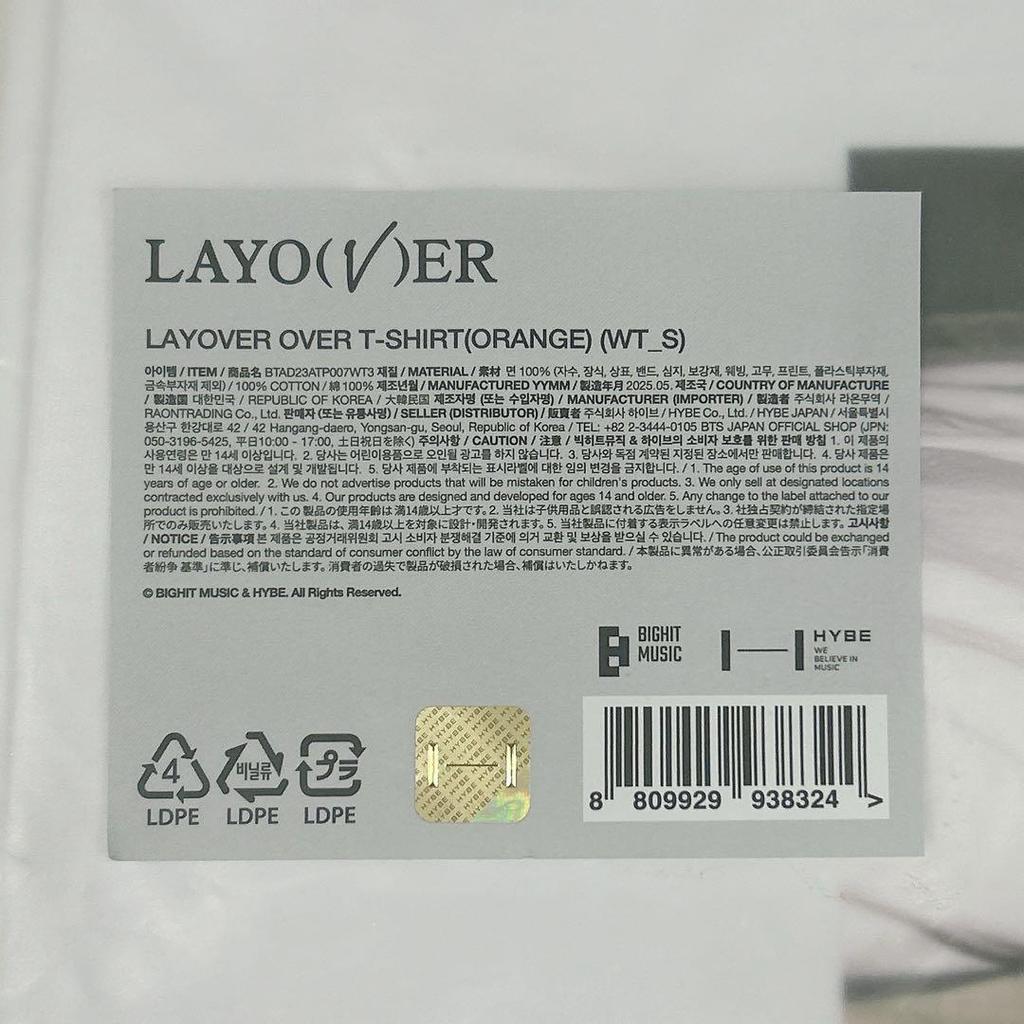 LAYO(V)ER
LAYOVER OVER T-SHIRT(ORANGE) (WT_S)
아이템 / ITEM / 商品名 BTAD23ATP007WT3 재질 / MATERIAL / 素材 면 100% (자수, 장식, 상표, 밴드, 심지, 보강재, 웨빙, 고무, 프린트, 플라스틱부자재,
금속부자재 제외) / 100% COTTON / 綿 100% 제조년월 / MANUFACTURED YYMM / 製造年月 2025.05. 제조국 / COUNTRY OF MANUFACTURE
/ 製造国 대한민국 / REPUBLIC OF KOREA / 大韓民国 제조자명 (또는 수입자명) / MANUFACTURER (IMPORTER) / 製造者 주식회사 라온무역 /
RAONTRADING Co., Ltd. 판매자 (또는 유통사명) / SELLER (DISTRIBUTOR) / 販売者 주식회사 하이브 / HYBE Co., Ltd. / HYBE JAPAN / 서울특별시
용산구 한강대로 42 / 42 Hangang-daero, Yongsan-gu, Seoul, Republic of Korea / TEL: +82 2-3444-0105 BTS JAPAN OFFICIAL SHOP (JPN:
050-3196-5425, 平日10:00 - 17:00, 土日祝日を除く) 주의사항 / CAUTION / 注意 / 빅히트뮤직 & 하이브의 소비자 보호를 위한 판매 방침 1. 이 제품의
사용연령은 만 14세 이상입니다. 2. 당사는 어린이용품으로 오인될 광고를 하지 않습니다. 3. 당사와 독점 계약된 지정된 장소에서만 판매합니다. 4. 당사 제품은
만 14세 이상을 대상으로 설계 및 개발됩니다. 5. 당사 제품에 부착되는 표시라벨에 대한 임의 변경을 금지합니다. / 1. The age of use of this product is 14
years of age or older. 2. We do not advertise products that will be mistaken for children's products. 3. We only sell at designated locations
contracted exclusively with us. 4. Our products are designed and developed for ages 14 and older. 5. Any change to the label attached to our
product is prohibited. / 1. この製品の使用年齢は満14歳以上才です。2. 当社は子供用品と誤認される広告をしません。3. 当社独占契約が締結された指定場
所でのみ販売いたします。4. 当社製品は、満14歳以上を対象に設計・開発されます。5. 当社製品に付着する表示ラベルへの任意変更は禁止します。고시사항
/ NOTICE / 告示事項 본 제품은 공정거래위원회 고시 소비자 분쟁해결 기준에 의거 교환 및 보상을 받으실 수 있습니다. / The product could be exchanged
or refunded based on the standard of consumer conflict by the law of consumer standard. / 本製品に異常がある場合、公正取引委員会告示「消費
者紛争 基準」に準じ、補償いたします。消費者の過失で製品が破損された場合、補償はいたしかねます。
© BIGHIT MUSIC & HYBE. All Rights Reserved.
BIGHIT
MUSIC
HYBE
WE
BELIEVE IN
MUSIC
4
LDPE
비닐류
LDPE
プラ
LDPE
HYBE
8 809929 938324 >